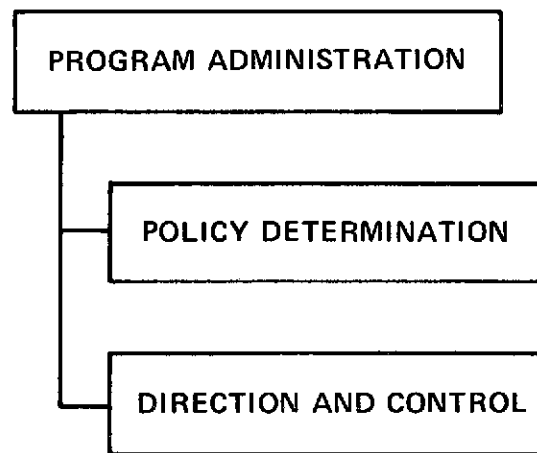 PROGRAM ADMINISTRATION
POLICY DETERMINATION
DIRECTION AND CONTROL